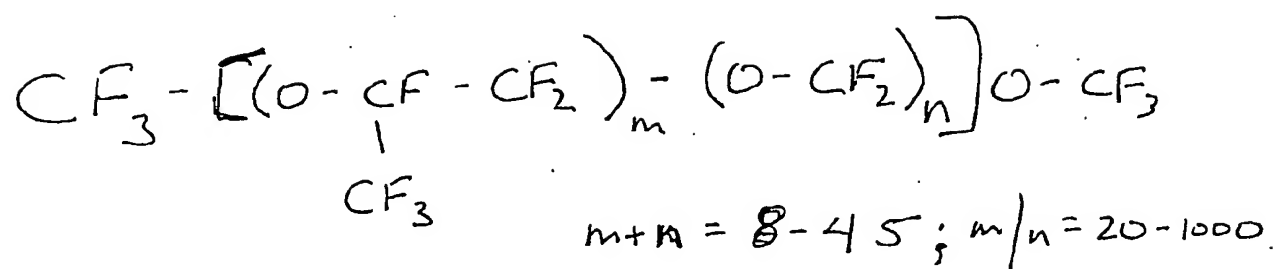 CF3-[(O-CF-CF2)m-(O-CF2)n]O-CF3
CF3
m+n = 8-45; m/n = 20-1000.